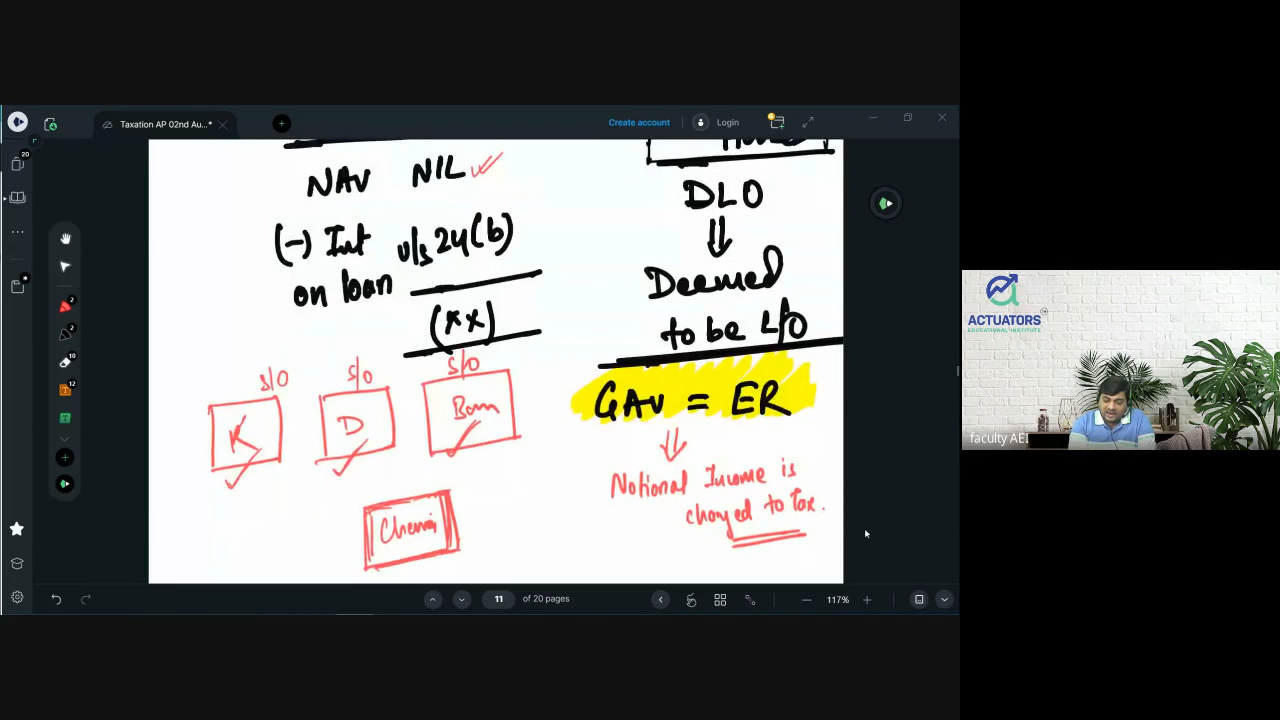 Taxation AP 02nd Au...*
Create account
Login
NAV NIL
(-) Int u/s 24(b)
on loan
(xx)
S/O
S/O
S/O
K
D
Bom
DLO
Deemed
to be L/O
GAV = ER
Notional Income is
charged to tax.
11 of 20 pages
117%
ACTUATORS
EDUCATIONAL INSTITUTE
faculty AEI